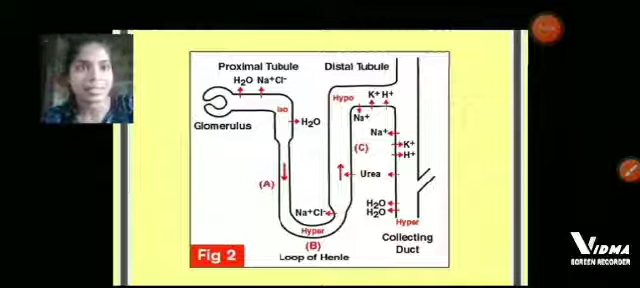 Proximal Tubule
Distal Tubule
H2O Na+Cl-
K+ H+
Hypo
Iso
Na+
Glomerulus
H2O
Na+
(C)
K+
H+
(A)
Urea
Na+Cl-
H2O
H2O
Hyper
Hyper
(B)
Fig 2
Loop of Henle
Collecting
Duct
VIDMA
SCREEN RECORDER